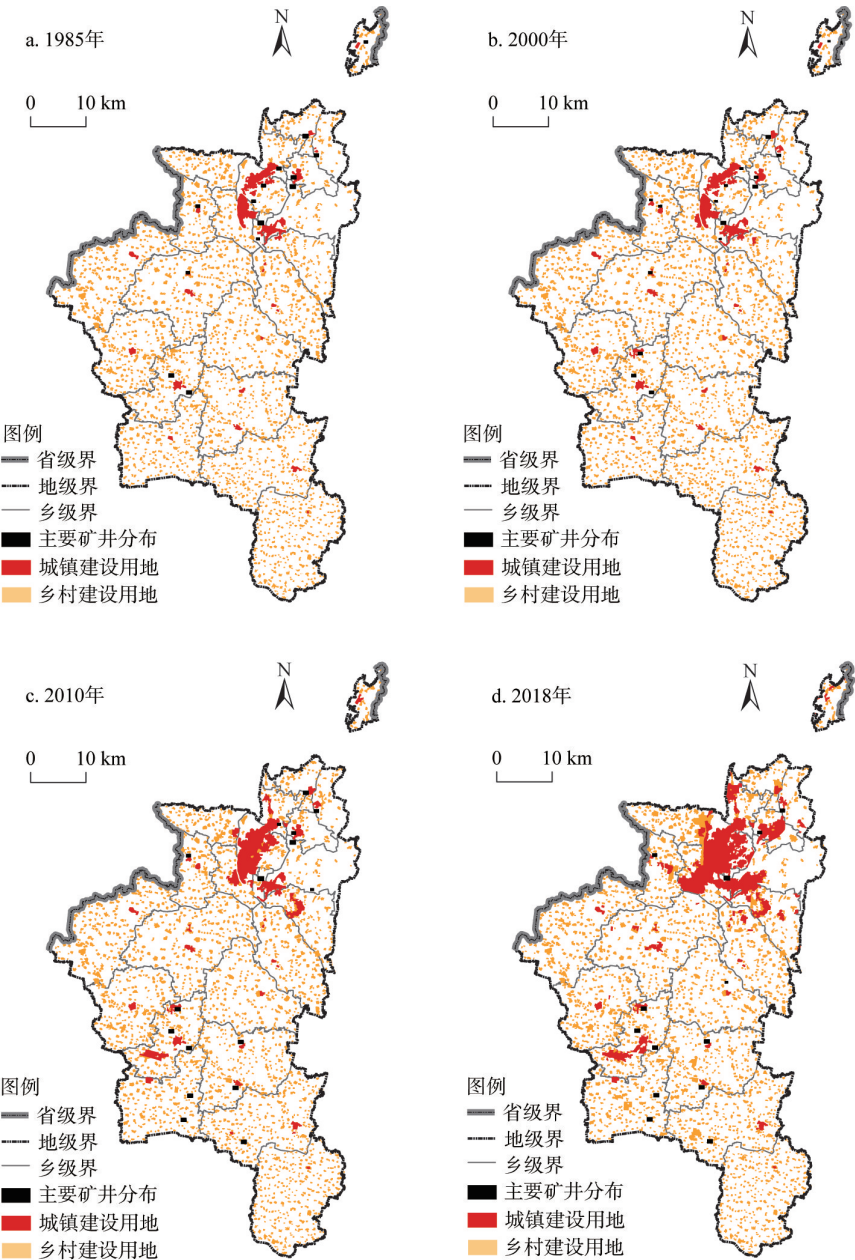 a. 1985年
N
0 10 km
图例
省级界
地级界
乡级界
主要矿井分布
城镇建设用地
乡村建设用地
b. 2000年
N
0 10 km
图例
省级界
地级界
乡级界
主要矿井分布
城镇建设用地
乡村建设用地
c. 2010年
N
0 10 km
图例
省级界
地级界
乡级界
主要矿井分布
城镇建设用地
乡村建设用地
d. 2018年
N
0 10 km
图例
省级界
地级界
乡级界
主要矿井分布
城镇建设用地
乡村建设用地